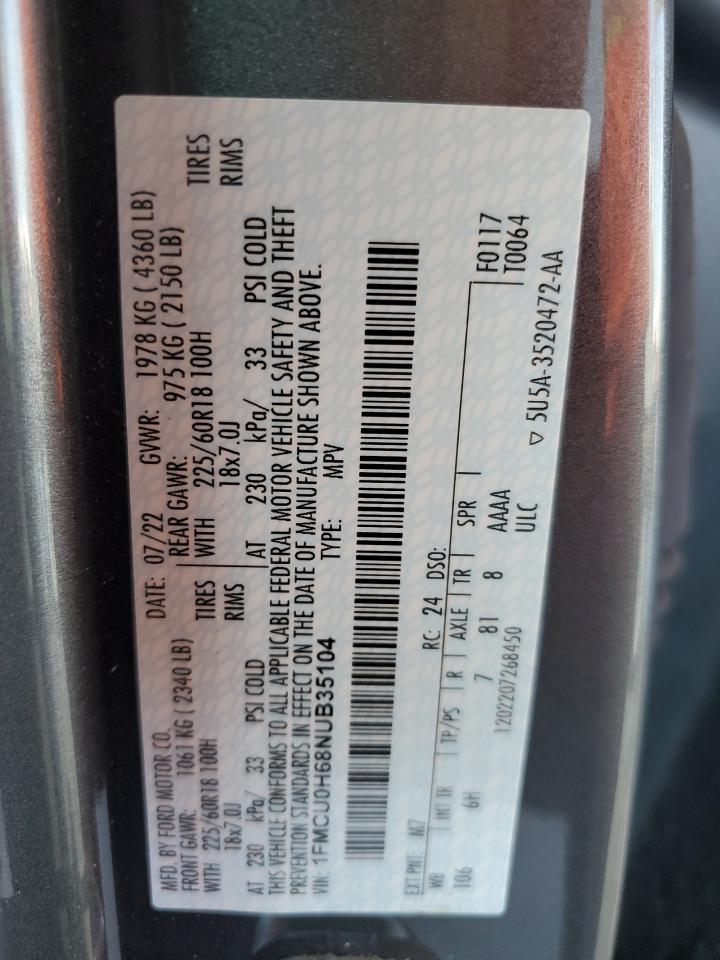 MFD. BY FORD MOTOR CO. DATE: 07/22 GVWR: 1978 KG ( 4360 LB)
FRONT GAWR: 1061 KG ( 2340 LB) REAR GAWR: 975 KG ( 2150 LB)
WITH 225/60R18 100H TIRES WITH 225/60R18 100H TIRES
18x7.0J RIMS 18x7.0J RIMS
AT 230 kPa/ 33 PSI COLD AT 230 kPa/ 33 PSI COLD
THIS VEHICLE CONFORMS TO ALL APPLICABLE FEDERAL MOTOR VEHICLE SAFETY AND THEFT
PREVENTION STANDARDS IN EFFECT ON THE DATE OF MANUFACTURE SHOWN ABOVE.
VIN: 1FMCU0H68NUB35104 TYPE: MPV
EXT PNT: M7 RC: 24 DSO: F0117
WB | INT TR | TP/PS | R | AXLE | TR | SPR | T0064
106 6H 7 81 8 AAAA
ULC
1202207268450 ▽ 5U5A-3520472-AA